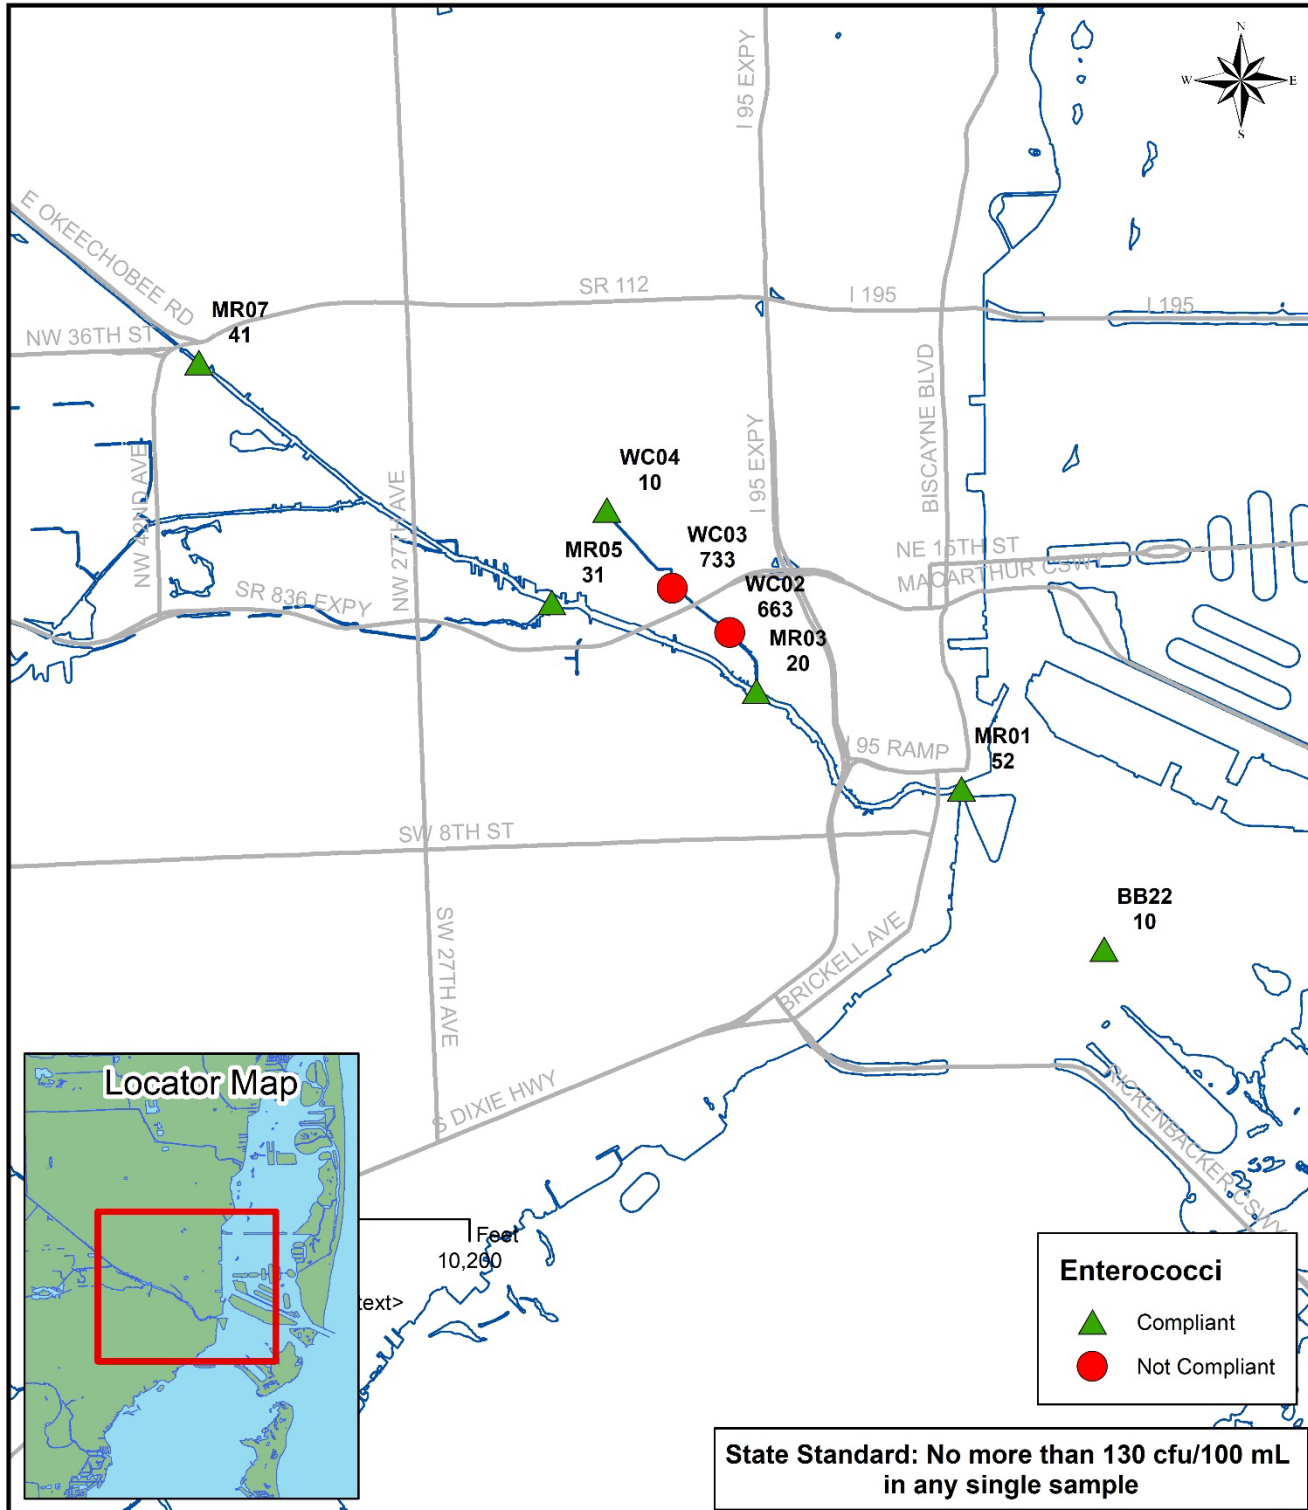 N
W
E
S
I 95 EXPY
E OKEECHOBEE RD
SR 112
I 195
I 195
MR07
41
NW 36TH ST
BISCAYNE BLVD
I 95 EXPY
NW 42ND AVE
NW 27TH AVE
WC04
10
WC03
733
MR05
31
NE 15TH ST
MACARTHUR CSWY
WC02
663
SR 836 EXPY
MR03
20
I 95 RAMP
MR01
52
SW 8TH ST
BB22
10
SW 27TH AVE
BRICKELL AVE
S DIXIE HWY
RICKENBACKER CSWY
Locator Map
Feet
10,200
text>
Enterococci
Compliant
Not Compliant
State Standard: No more than 130 cfu/100 mL
in any single sample